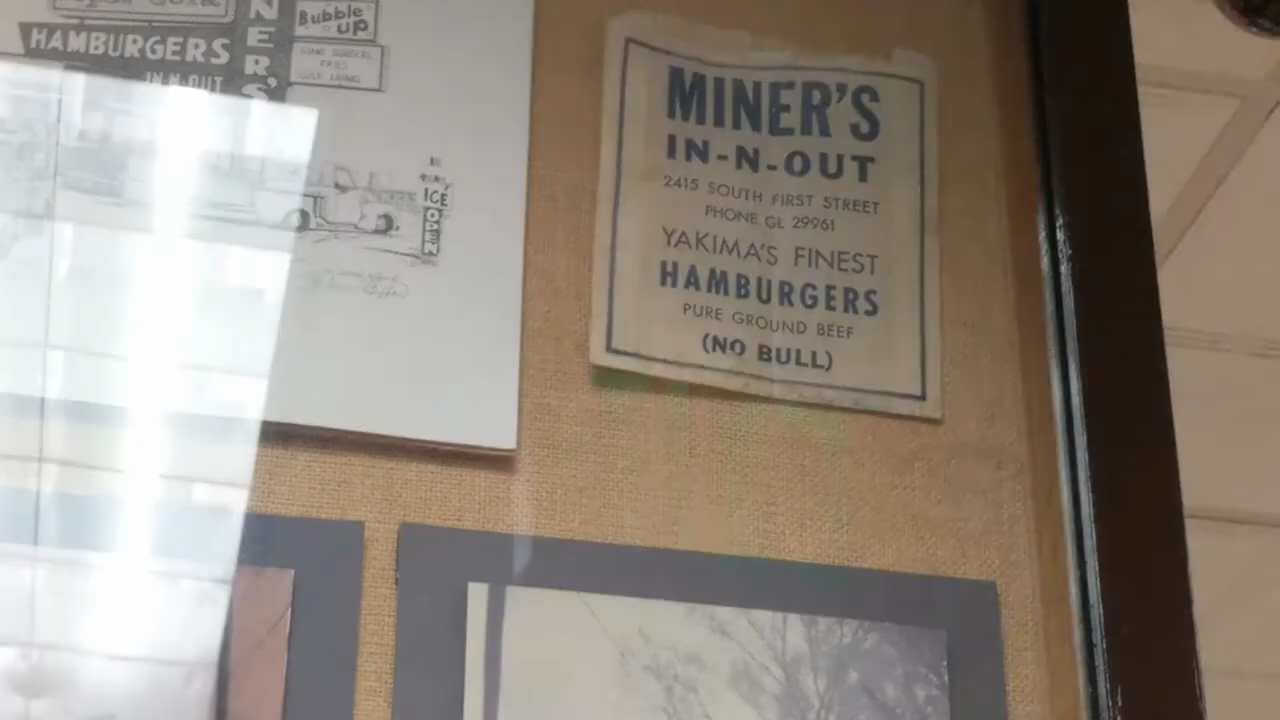 HAMBURGERS
IN-N-OUT
NER'S
Bubble up
ICE
MINER'S
IN-N-OUT
2415 SOUTH FIRST STREET
PHONE GL 29961
YAKIMA'S FINEST
HAMBURGERS
PURE GROUND BEEF
(NO BULL)